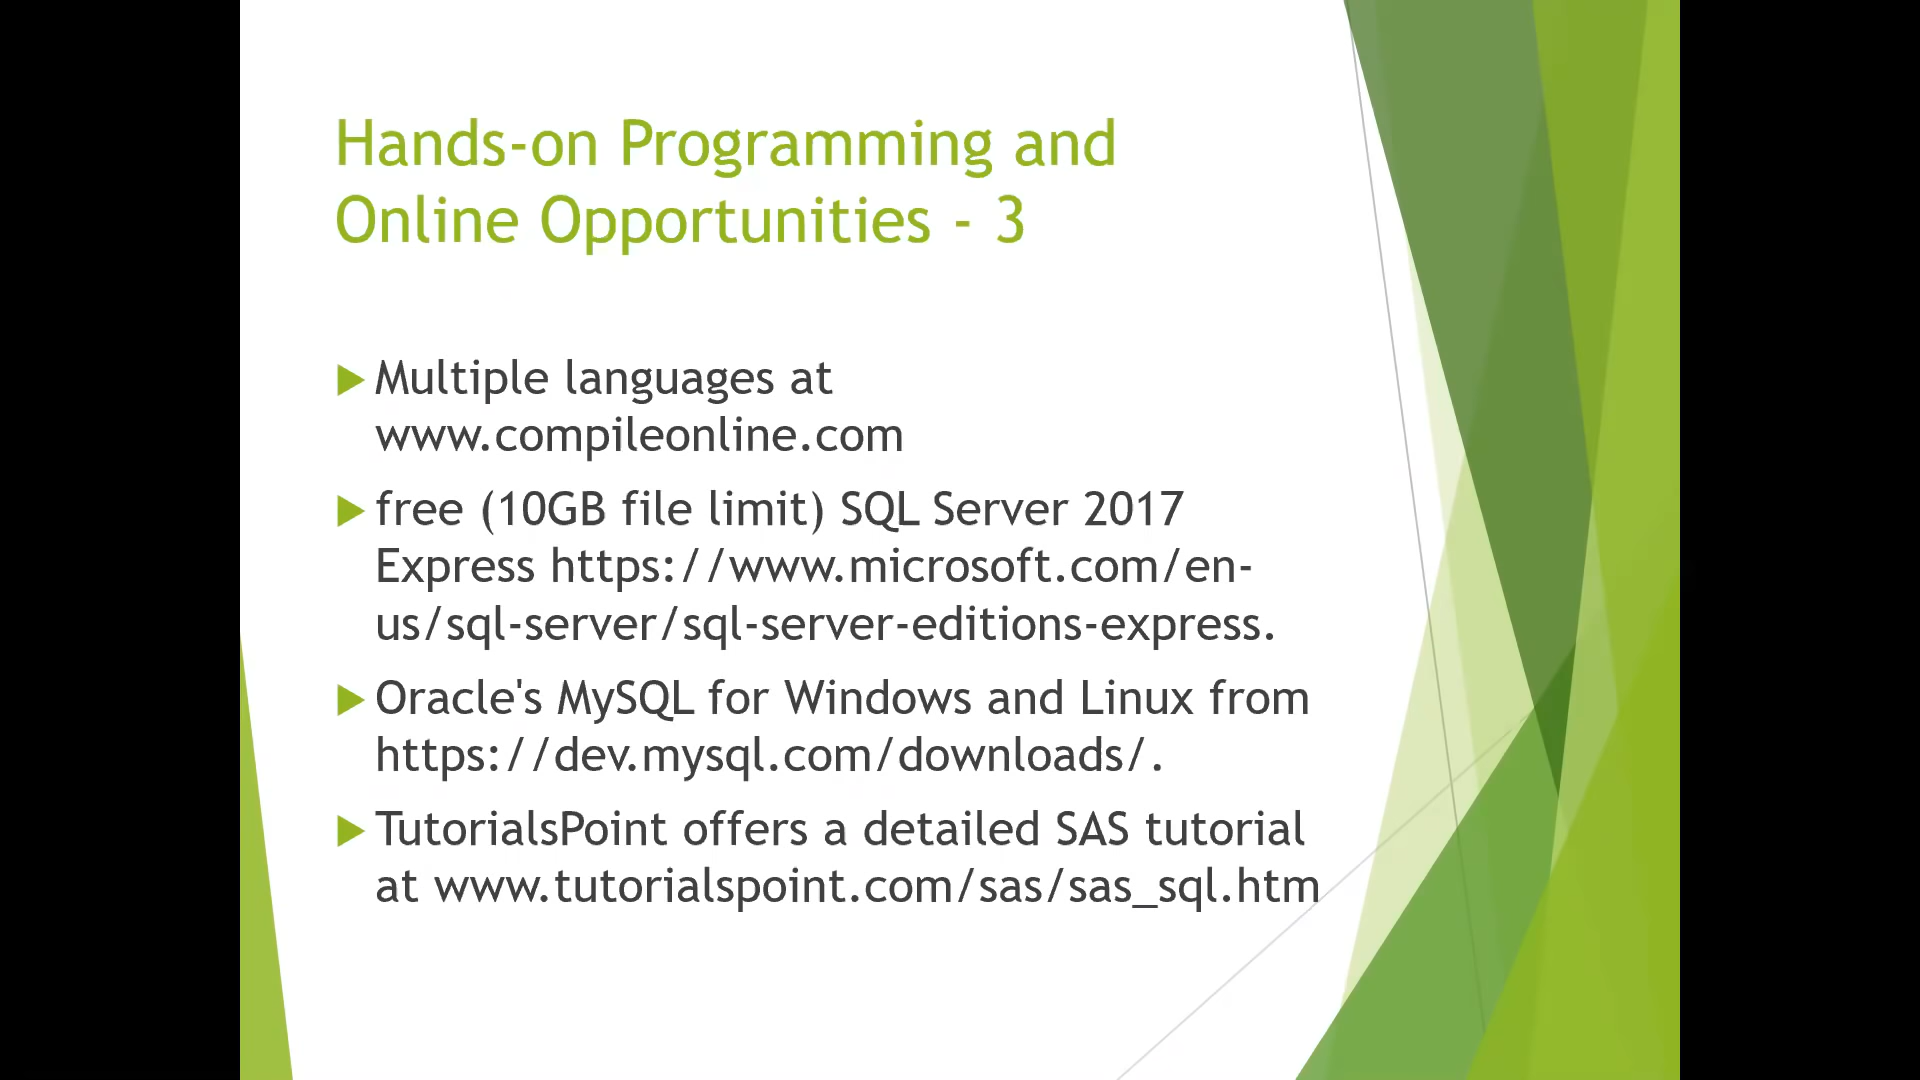 Hands-on Programming and
Online Opportunities - 3
Multiple languages at
www.compileonline.com
free (10GB file limit) SQL Server 2017
Express https://www.microsoft.com/en-
us/sql-server/sql-server-editions-express.
Oracle's MySQL for Windows and Linux from
https://dev.mysql.com/downloads/.
TutorialsPoint offers a detailed SAS tutorial
at www.tutorialspoint.com/sas/sas_sql.htm